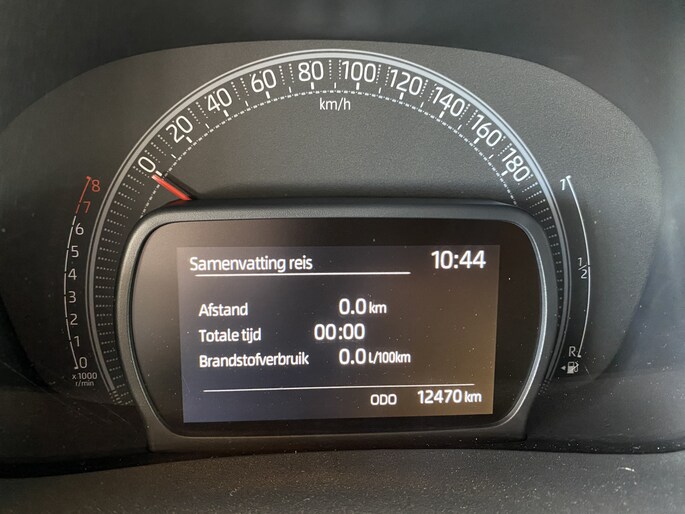 0 20 40 60 80 100 120 140 160 180
km/h
8
7
6
5
4
3
2
1
0
x 1000
r/min
Samenvatting reis 10:44
Afstand 0.0 km
Totale tijd 00:00
Brandstofverbruik 0.0 L/100km
ODO 12470 km
1
1/2
R